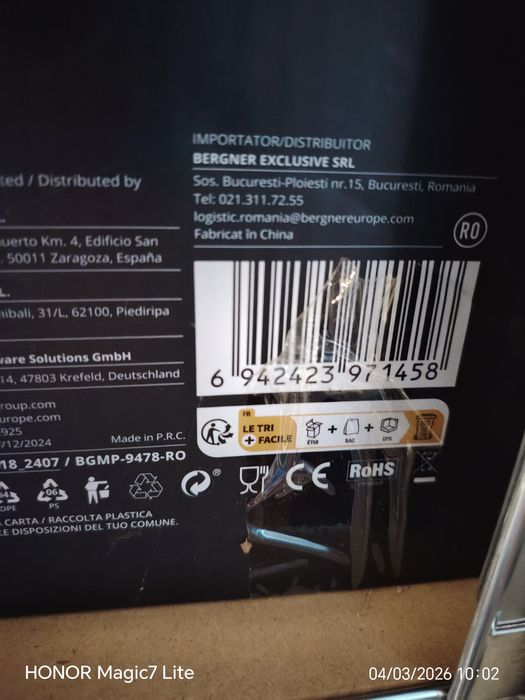 IMPORTATOR/DISTRIBUITOR
BERGNER EXCLUSIVE SRL
Sos. Bucuresti-Ploiesti nr.15, Bucuresti, Romania
Tel: 021.311.72.55
logistic.romania@bergnereurope.com
Fabricat în China
RO
ted / Distributed by
uerto Km. 4, Edificio San
50011 Zaragoza, España
L.
nibali, 31/L, 62100, Piediripa
ware Solutions GmbH
14, 47803 Krefeld, Deutschland
roup.com
urope.com
925
/12/2024
Made in P.R.C.
18_2407 / BGMP-9478-RO
6 942423 971458
FR
LE TRI
+ FACILE
ÉTUI
+
SAC
+
®
06
PS
CE
RoHS
CARTA / RACCOLTA PLASTICA
LE DISPOSIZIONI DEL TUO COMUNE.
HONOR Magic7 Lite
04/03/2026 10:02